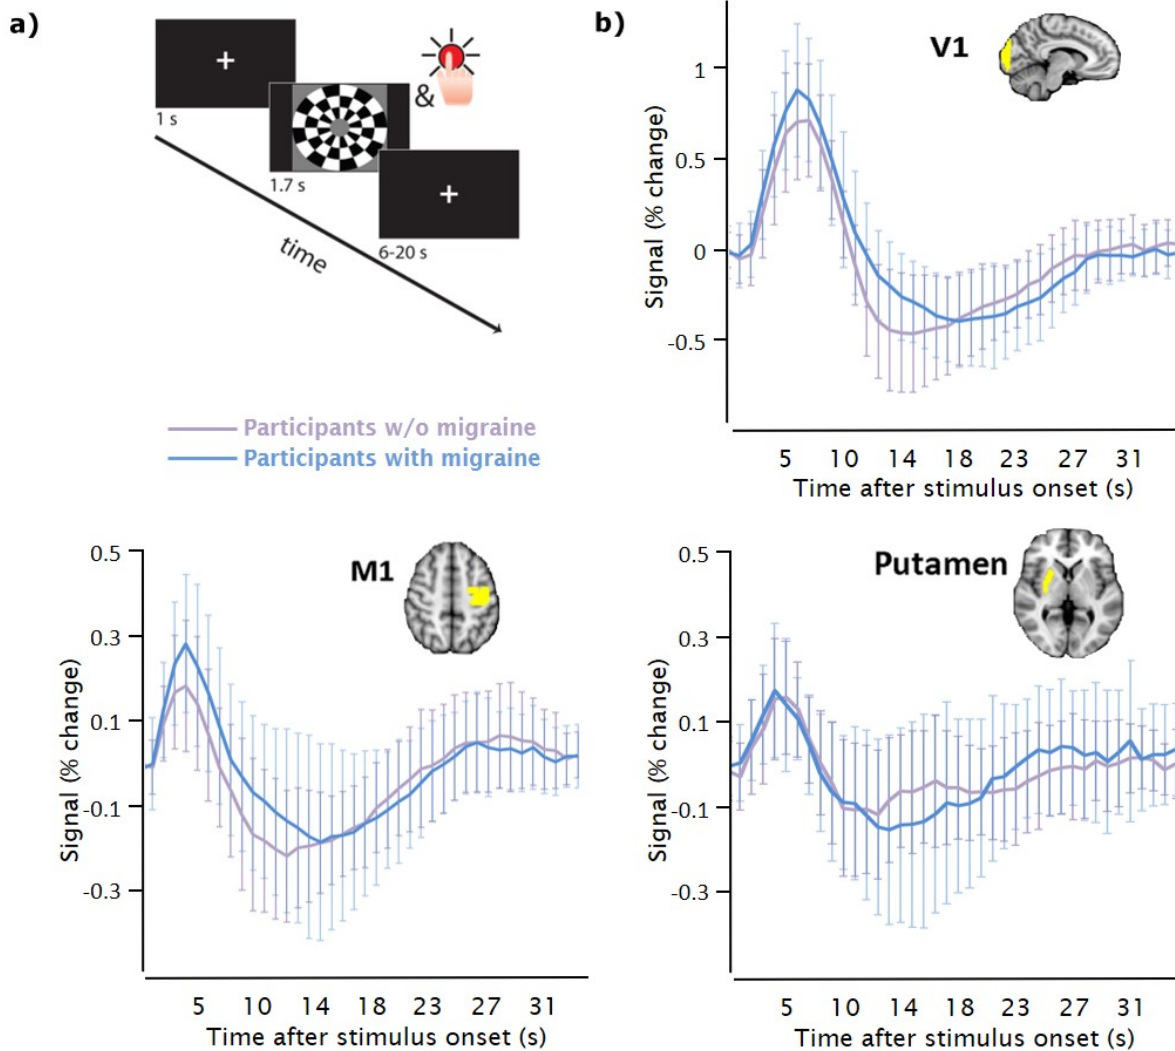 a)
1 s
&
1.7 s
6-20 s
time
Participants w/o migraine
Participants with migraine
b)
V1
Signal (% change)
1
0.5
0
-0.5
5 10 14 18 23 27 31
Time after stimulus onset (s)
M1
Signal (% change)
0.5
0.3
0.1
-0.1
-0.3
5 10 14 18 23 27 31
Time after stimulus onset (s)
Putamen
Signal (% change)
0.5
0.3
0.1
-0.1
-0.3
5 10 14 18 23 27 31
Time after stimulus onset (s)